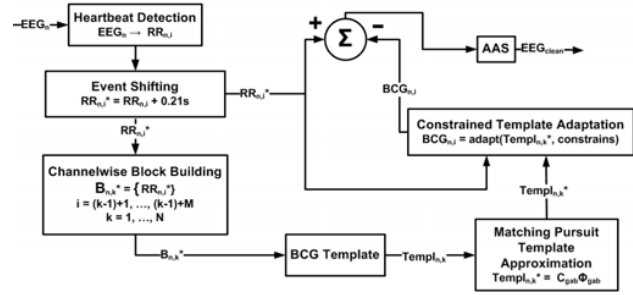 EEGₙ
Heartbeat Detection
EEGₙ → RRₙ,ᵢ
Event Shifting
RRₙ,ᵢ* = RRₙ,ᵢ + 0.21s
RRₙ,ᵢ*
RRₙ,ᵢ*
Channelwise Block Building
Bₙ,ₖ* = { RRₙ,ᵢ* }
i = (k-1)+1, ..., (k-1)+M
k = 1, ..., N
Bₙ,ₖ*
BCG Template
Templₙ,ₖ
Matching Pursuit
Template
Approximation
Templₙ,ₖ* = C_gab Φ_gab
Templₙ,ₖ*
Constrained Template Adaptation
BCGₙ,ᵢ = adapt(Templₙ,ₖ*, constrains)
BCGₙ,ᵢ
+
Σ
−
AAS
EEG_clean